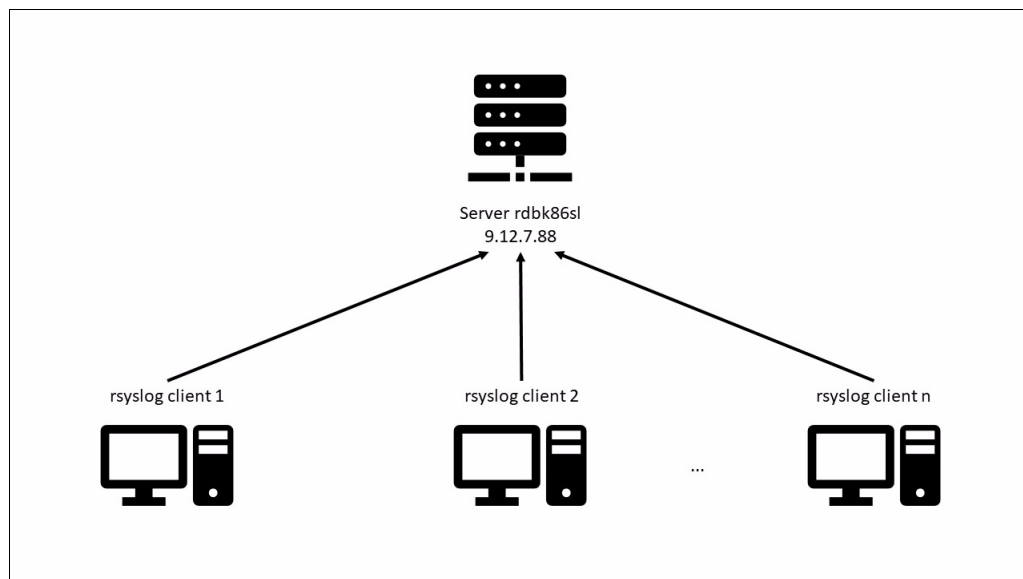 Server rdbk86sl
9.12.7.88
rsyslog client 1
rsyslog client 2
rsyslog client n
...